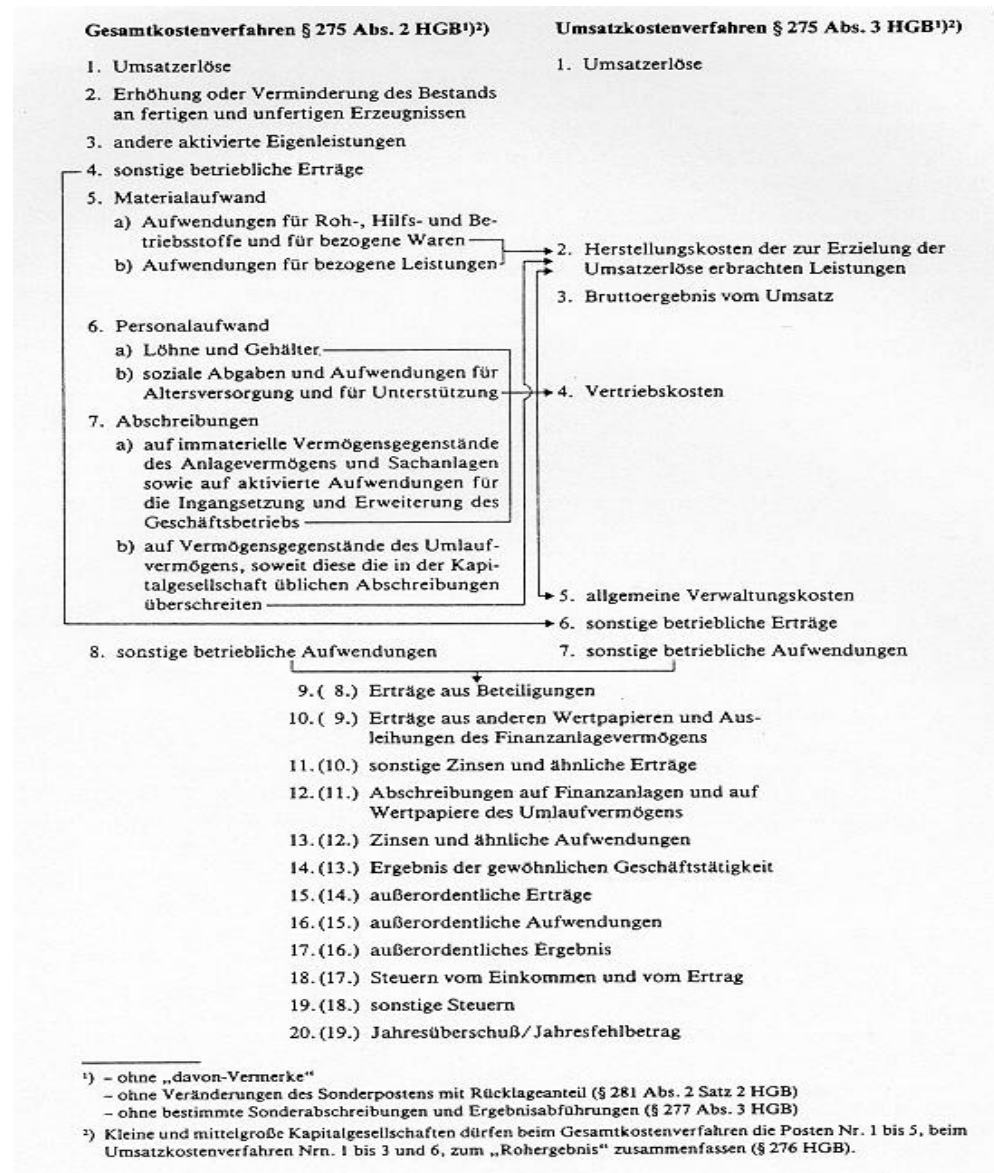 Gesamtkostenverfahren § 275 Abs. 2 HGB¹)²)
1. Umsatzerlöse
2. Erhöhung oder Verminderung des Bestands
an fertigen und unfertigen Erzeugnissen
3. andere aktivierte Eigenleistungen
4. sonstige betriebliche Erträge
5. Materialaufwand
a) Aufwendungen für Roh-, Hilfs- und Be-
triebsstoffe und für bezogene Waren
b) Aufwendungen für bezogene Leistungen
6. Personalaufwand
a) Löhne und Gehälter
b) soziale Abgaben und Aufwendungen für
Altersversorgung und für Unterstützung
7. Abschreibungen
a) auf immaterielle Vermögensgegenstände
des Anlagevermögens und Sachanlagen
sowie auf aktivierte Aufwendungen für
die Ingangsetzung und Erweiterung des
Geschäftsbetriebs
b) auf Vermögensgegenstände des Umlauf-
vermögens, soweit diese die in der Kapi-
talgesellschaft üblichen Abschreibungen
überschreiten
8. sonstige betriebliche Aufwendungen
Umsatzkostenverfahren § 275 Abs. 3 HGB¹)²)
1. Umsatzerlöse
2. Herstellungskosten der zur Erzielung der
Umsatzerlöse erbrachten Leistungen
3. Bruttoergebnis vom Umsatz
4. Vertriebskosten
5. allgemeine Verwaltungskosten
6. sonstige betriebliche Erträge
7. sonstige betriebliche Aufwendungen
9. ( 8.) Erträge aus Beteiligungen
10. ( 9.) Erträge aus anderen Wertpapieren und Aus-
leihungen des Finanzanlagevermögens
11. (10.) sonstige Zinsen und ähnliche Erträge
12. (11.) Abschreibungen auf Finanzanlagen und auf
Wertpapiere des Umlaufvermögens
13. (12.) Zinsen und ähnliche Aufwendungen
14. (13.) Ergebnis der gewöhnlichen Geschäftstätigkeit
15. (14.) außerordentliche Erträge
16. (15.) außerordentliche Aufwendungen
17. (16.) außerordentliches Ergebnis
18. (17.) Steuern vom Einkommen und vom Ertrag
19. (18.) sonstige Steuern
20. (19.) Jahresüberschuß/Jahresfehlbetrag
¹) – ohne „davon-Vermerke“
– ohne Veränderungen des Sonderpostens mit Rücklageanteil (§ 281 Abs. 2 Satz 2 HGB)
– ohne bestimmte Sonderabschreibungen und Ergebnisabführungen (§ 277 Abs. 3 HGB)
²) Kleine und mittelgroße Kapitalgesellschaften dürfen beim Gesamtkostenverfahren die Posten Nr. 1 bis 5, beim
Umsatzkostenverfahren Nrn. 1 bis 3 und 6, zum „Rohergebnis“ zusammenfassen (§ 276 HGB).